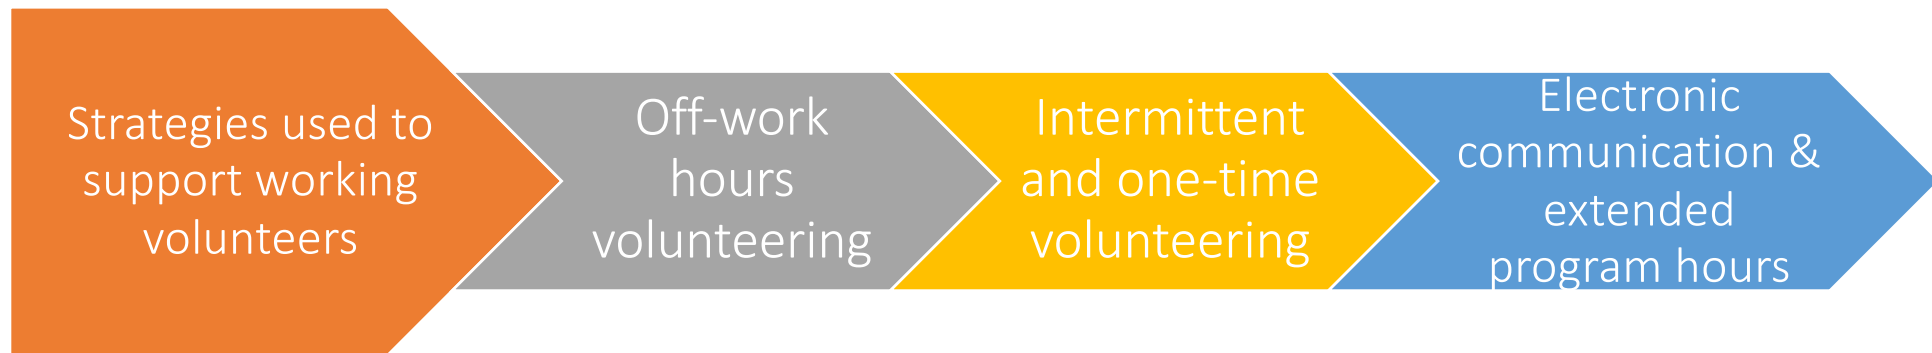 Strategies used to
support working
volunteers
Off-work
hours
volunteering
Intermittent
and one-time
volunteering
Electronic
communication &
extended
program hours